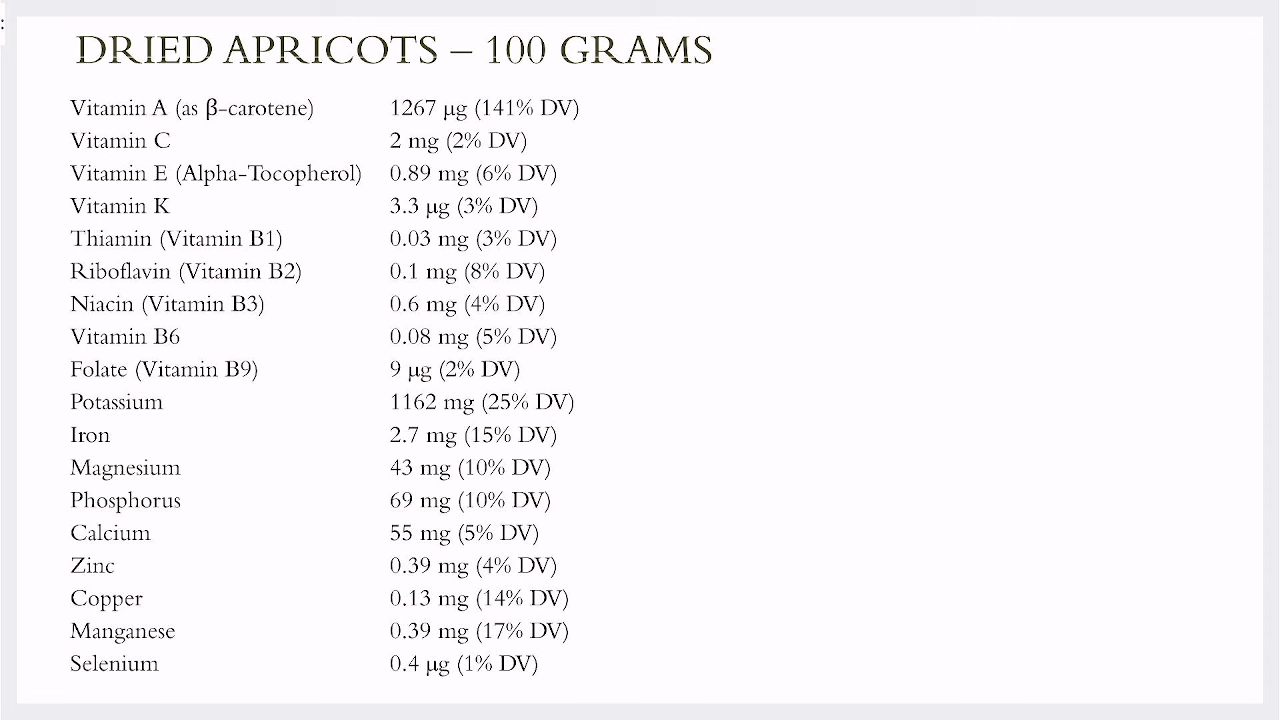 DRIED APRICOTS – 100 GRAMS
Vitamin A (as β-carotene) 1267 µg (141% DV)
Vitamin C 2 mg (2% DV)
Vitamin E (Alpha-Tocopherol) 0.89 mg (6% DV)
Vitamin K 3.3 µg (3% DV)
Thiamin (Vitamin B1) 0.03 mg (3% DV)
Riboflavin (Vitamin B2) 0.1 mg (8% DV)
Niacin (Vitamin B3) 0.6 mg (4% DV)
Vitamin B6 0.08 mg (5% DV)
Folate (Vitamin B9) 9 µg (2% DV)
Potassium 1162 mg (25% DV)
Iron 2.7 mg (15% DV)
Magnesium 43 mg (10% DV)
Phosphorus 69 mg (10% DV)
Calcium 55 mg (5% DV)
Zinc 0.39 mg (4% DV)
Copper 0.13 mg (14% DV)
Manganese 0.39 mg (17% DV)
Selenium 0.4 µg (1% DV)